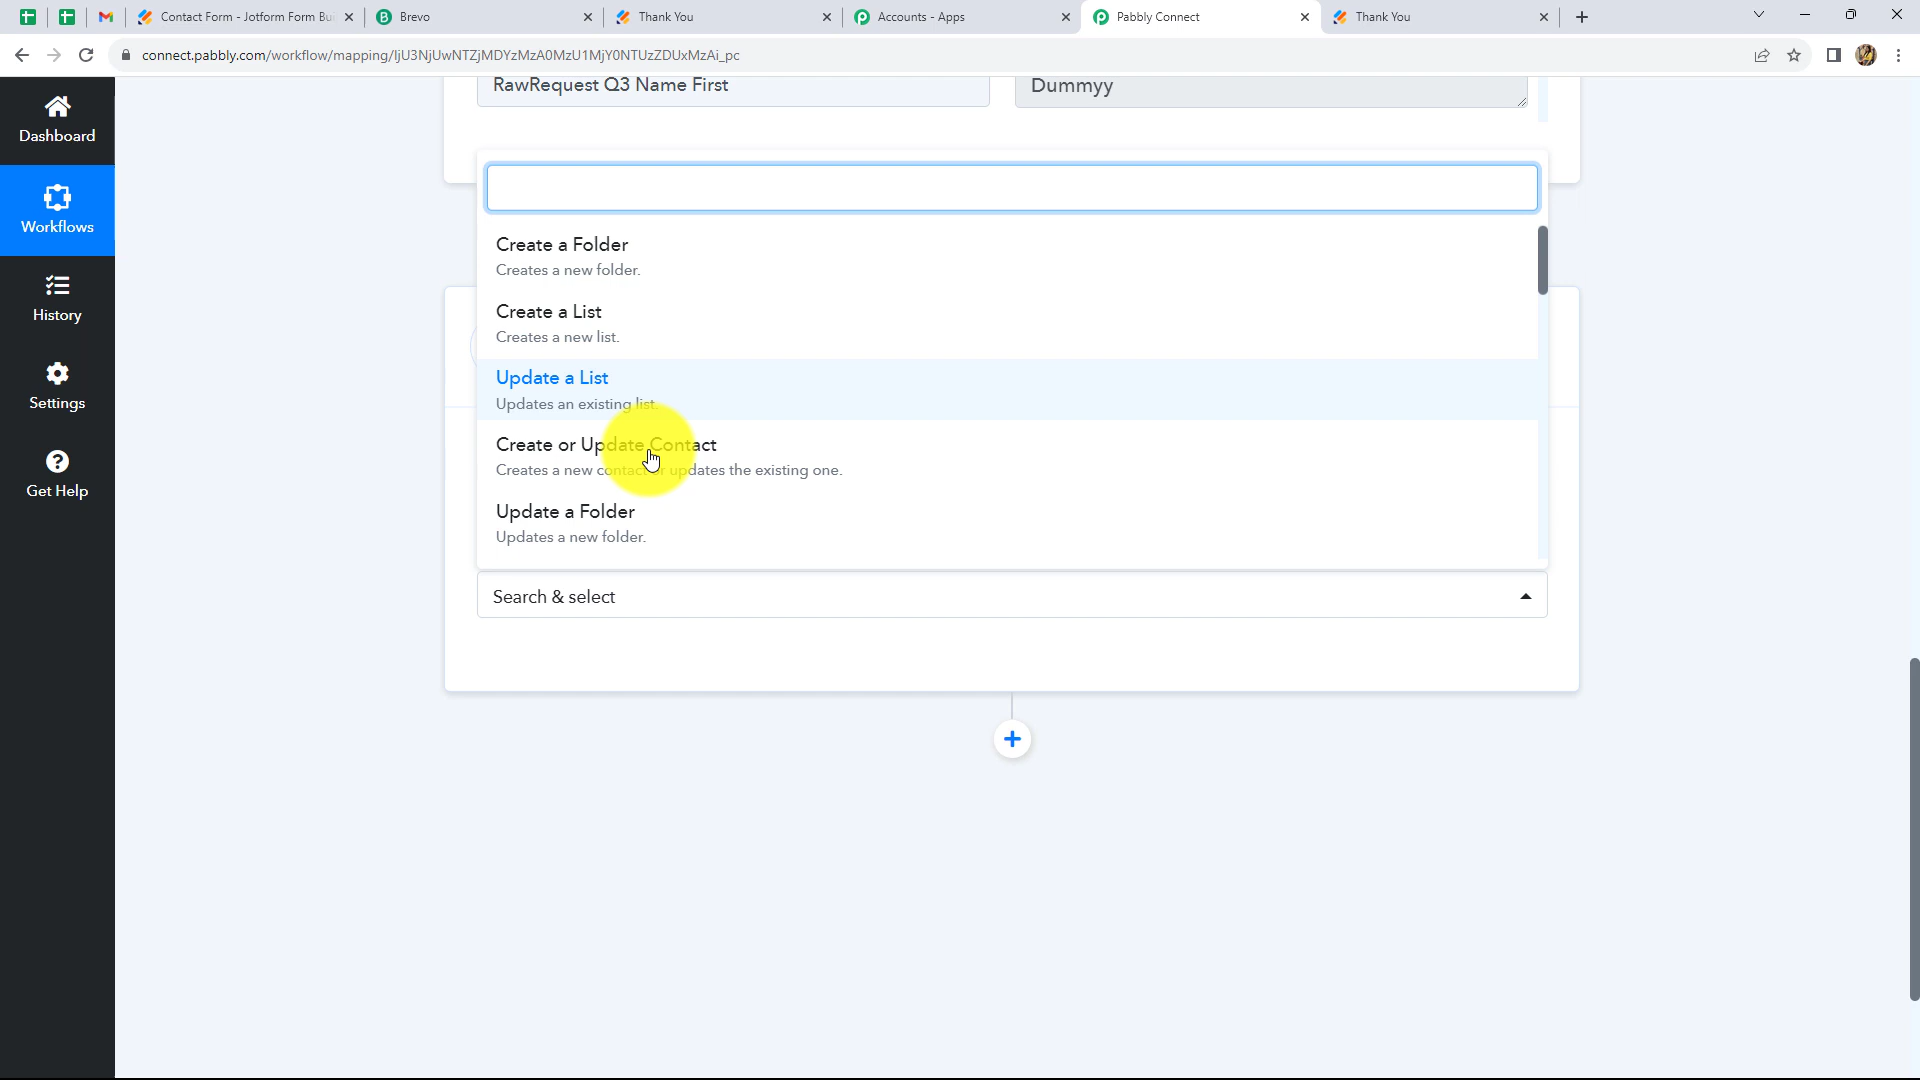 Contact Form - Jotform Form Bui
Brevo
Thank You
Accounts - Apps
Pabbly Connect
Thank You
connect.pabbly.com/workflow/mapping/IjU3NjUwNTZjMDYzMzA0MzU1MjY0NTUzZDUxMzAi_pc
RawRequest Q3 Name First
Dummyy
Dashboard
Workflows
History
Settings
Get Help
Create a Folder
Creates a new folder.
Create a List
Creates a new list.
Update a List
Updates an existing list.
Create or Update Contact
Creates a new contact or updates the existing one.
Update a Folder
Updates a new folder.
Search & select